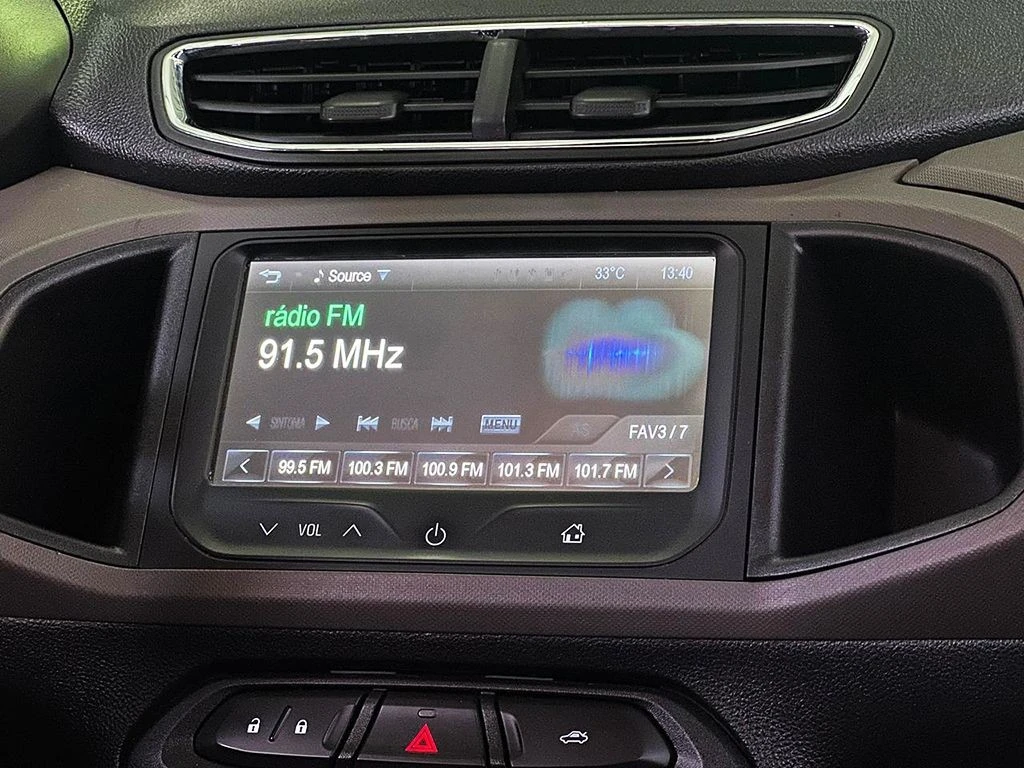 Source 33°C 13:40
rádio FM
91.5 MHz
SINTONIA BUSCA MENU AS FAV3 / 7
99.5 FM 100.3 FM 100.9 FM 101.3 FM 101.7 FM
VOL